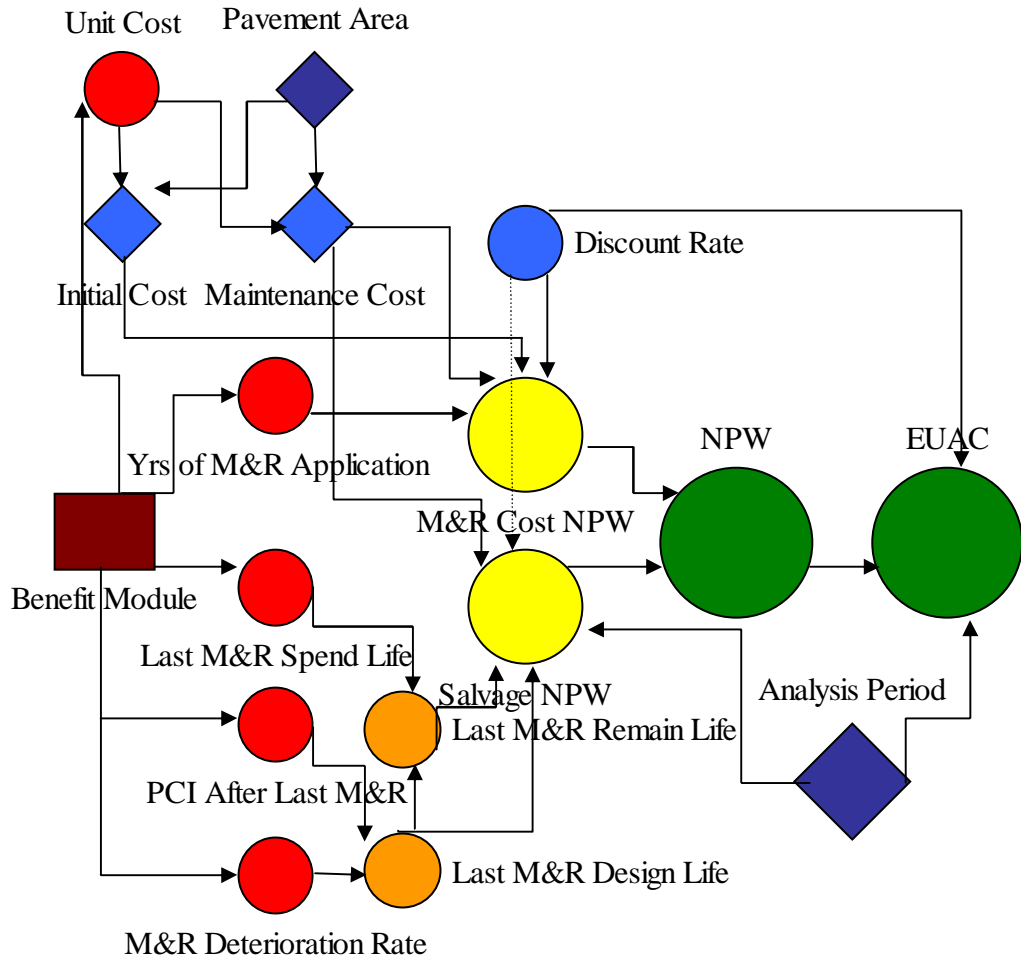 Unit Cost
Pavement Area
Discount Rate
Initial Cost
Maintenance Cost
NPW
EUAC
Yrs of M&R Application
M&R Cost NPW
Benefit Module
Last M&R Spend Life
Analysis Period
Salvage NPW
Last M&R Remain Life
PCI After Last M&R
Last M&R Design Life
M&R Deterioration Rate